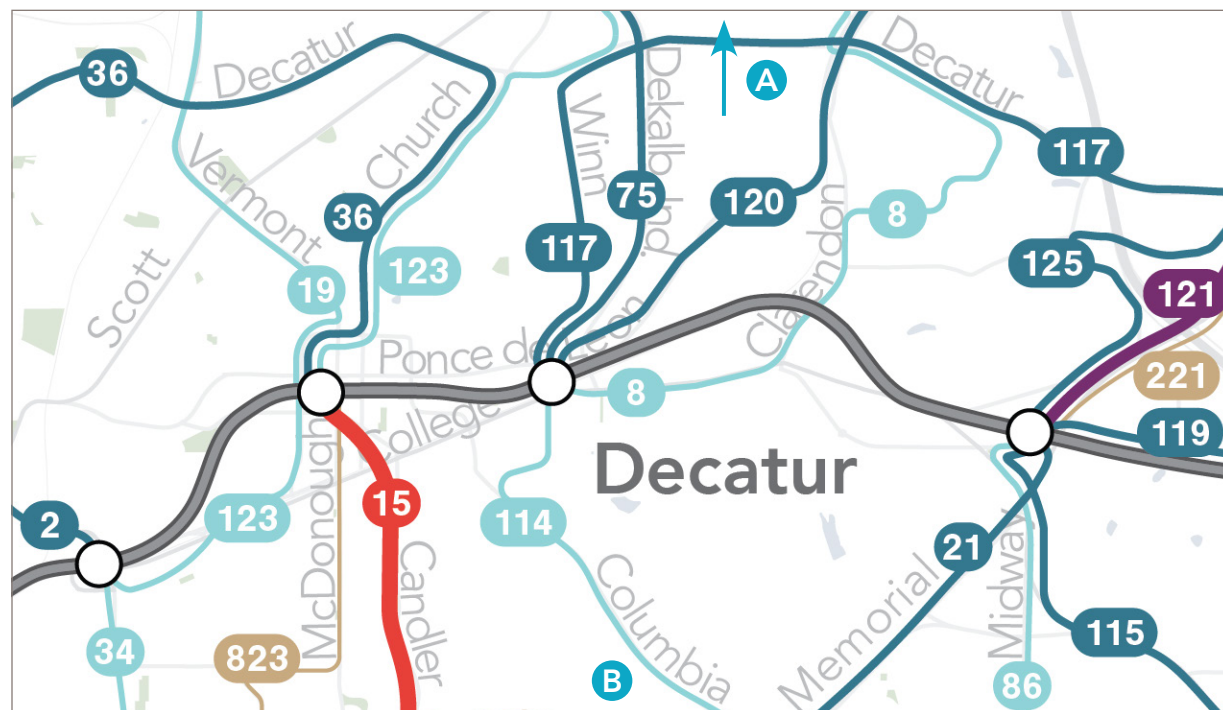 36
Decatur
Church
Vermont
Scott
36
19
123
Winn
Dekalb Ind.
A
Decatur
117
75
120
117
8
Clarendon
125
121
221
119
Ponce de Leon
College
8
Decatur
2
123
McDonough
15
Candler
114
Columbia
21
Memorial
Midway
115
86
34
823
B